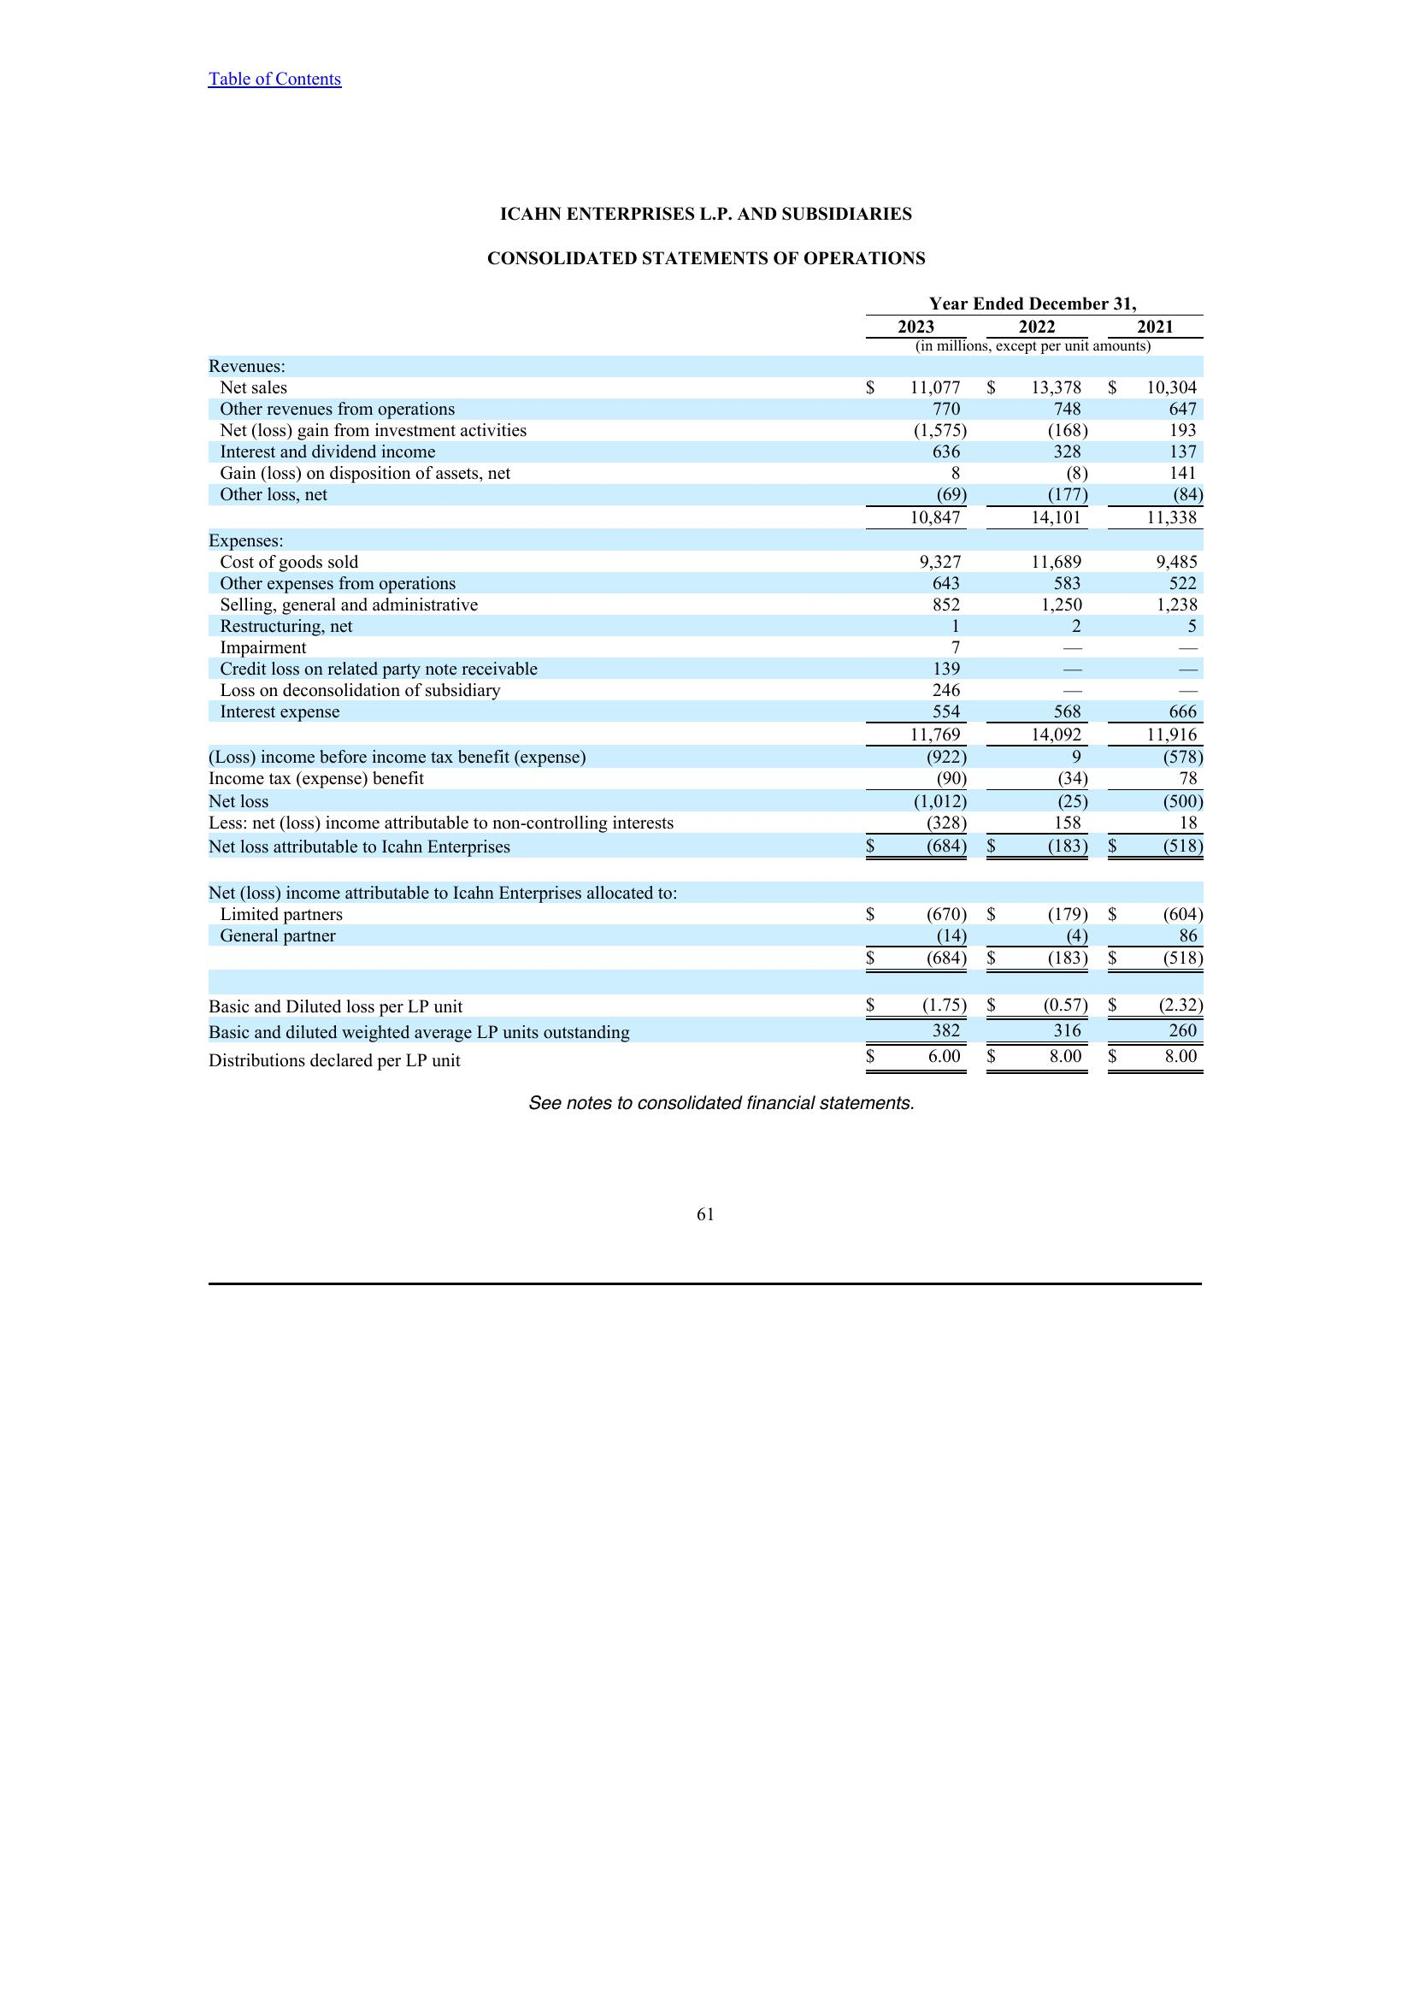 Table of Contents
ICAHN ENTERPRISES L.P. AND SUBSIDIARIES
CONSOLIDATED STATEMENTS OF OPERATIONS
Year Ended December 31,
2023 2022 2021
(in millions, except per unit amounts)
Revenues:
Net sales $ 11,077 $ 13,378 $ 10,304
Other revenues from operations 770 748 647
Net (loss) gain from investment activities (1,575) (168) 193
Interest and dividend income 636 328 137
Gain (loss) on disposition of assets, net 8 (8) 141
Other loss, net (69) (177) (84)
10,847 14,101 11,338
Expenses:
Cost of goods sold 9,327 11,689 9,485
Other expenses from operations 643 583 522
Selling, general and administrative 852 1,250 1,238
Restructuring, net 1 2 5
Impairment 7 — —
Credit loss on related party note receivable 139 — —
Loss on deconsolidation of subsidiary 246 — —
Interest expense 554 568 666
11,769 14,092 11,916
(Loss) income before income tax benefit (expense) (922) 9 (578)
Income tax (expense) benefit (90) (34) 78
Net loss (1,012) (25) (500)
Less: net (loss) income attributable to non-controlling interests (328) 158 18
Net loss attributable to Icahn Enterprises $ (684) $ (183) $ (518)
Net (loss) income attributable to Icahn Enterprises allocated to:
Limited partners $ (670) $ (179) $ (604)
General partner (14) (4) 86
$ (684) $ (183) $ (518)
Basic and Diluted loss per LP unit $ (1.75) $ (0.57) $ (2.32)
Basic and diluted weighted average LP units outstanding 382 316 260
Distributions declared per LP unit $ 6.00 $ 8.00 $ 8.00
See notes to consolidated financial statements.
61